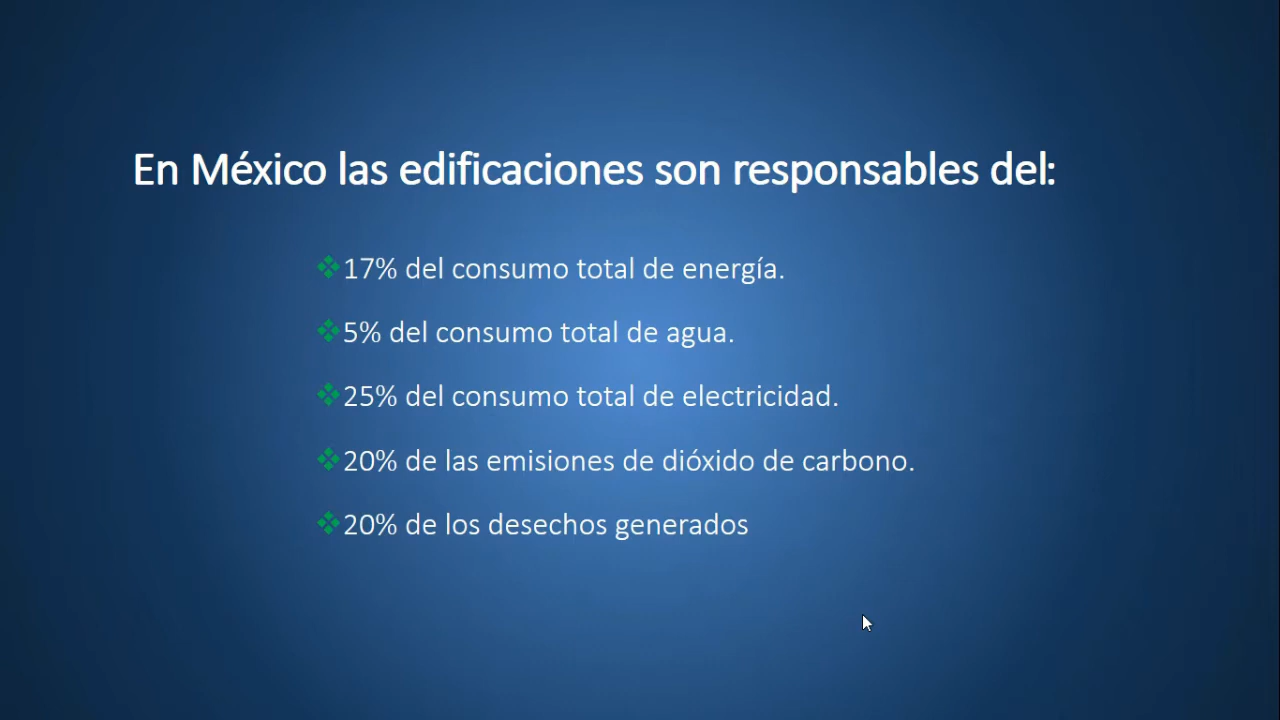 En México las edificaciones son responsables del:
❖17% del consumo total de energía.
❖5% del consumo total de agua.
❖25% del consumo total de electricidad.
❖20% de las emisiones de dióxido de carbono.
❖20% de los desechos generados